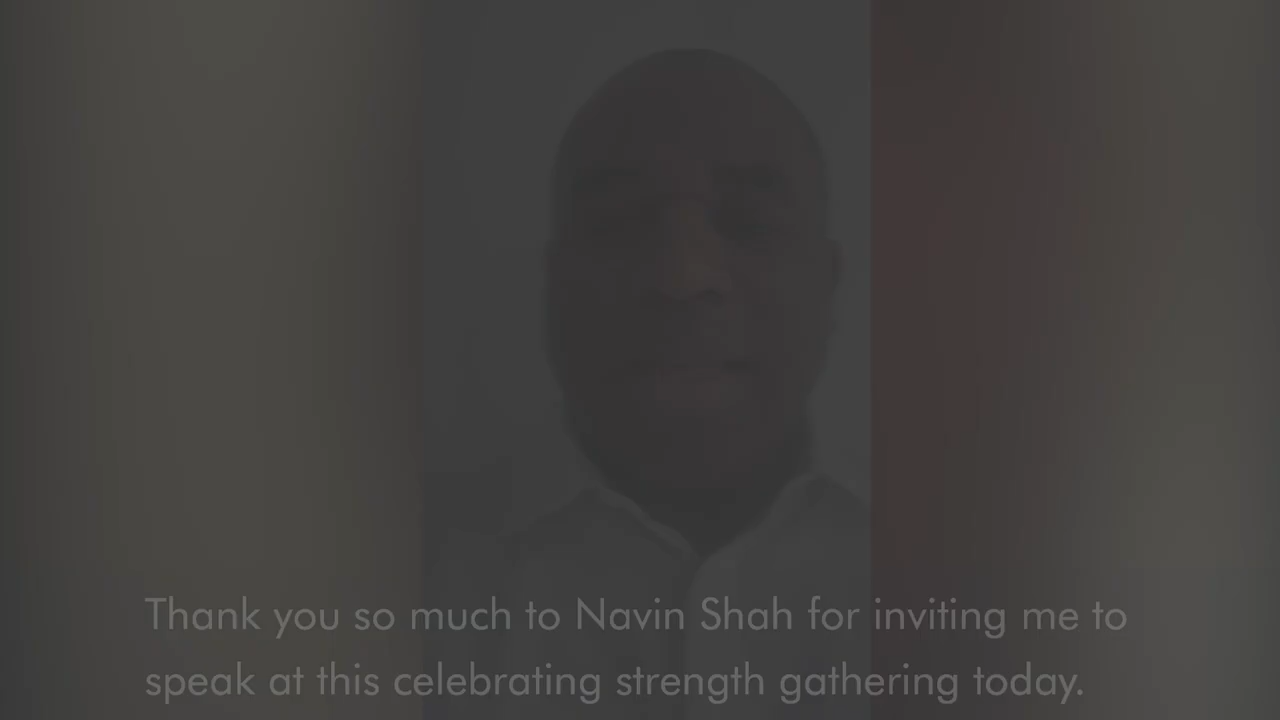 Thank you so much to Navin Shah for inviting me to
speak at this celebrating strength gathering today.